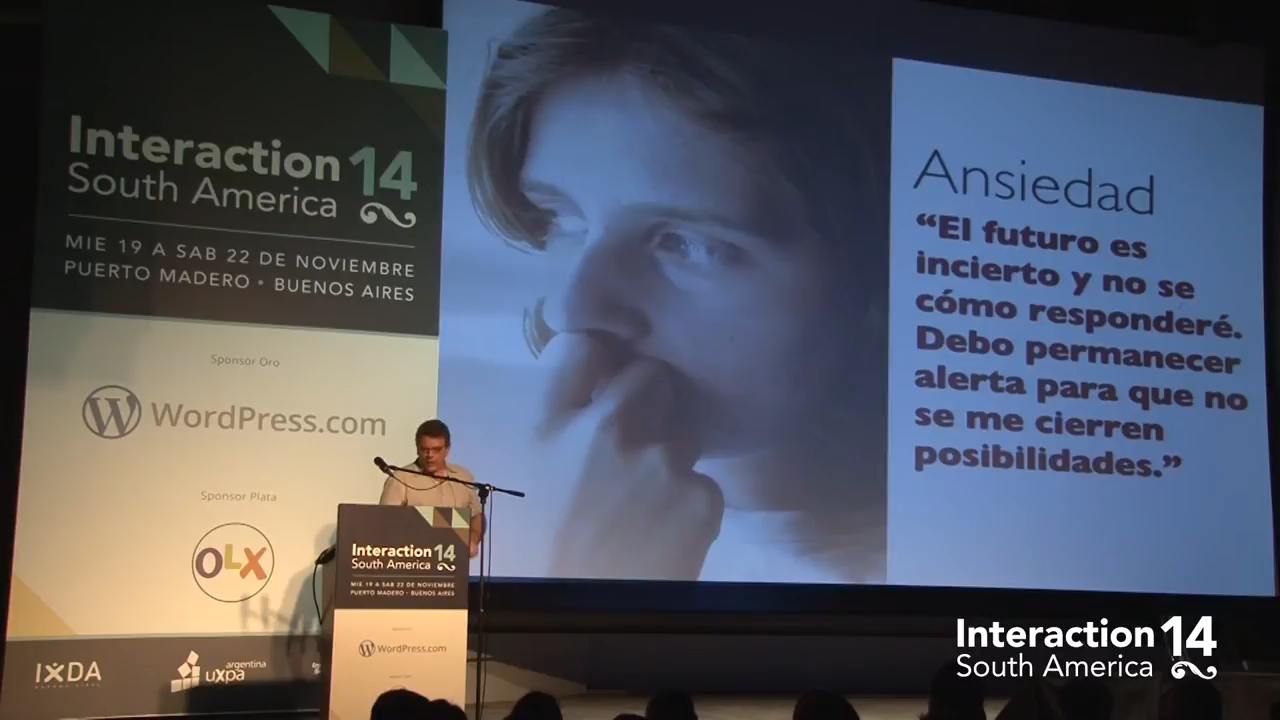 Interaction 14
South America
MIE 19 A SAB 22 DE NOVIEMBRE
PUERTO MADERO • BUENOS AIRES
Sponsor Oro
WordPress.com
Sponsor Plata
OLX
IXDA
BUENOS AIRES
argentina
uxpa
Ansiedad
“El futuro es
incierto y no se
cómo responderé.
Debo permanecer
alerta para que no
se me cierren
posibilidades.”
Interaction 14
South America
MIE 19 A SAB 22 DE NOVIEMBRE
PUERTO MADERO • BUENOS AIRES
WordPress.com
Interaction 14
South America